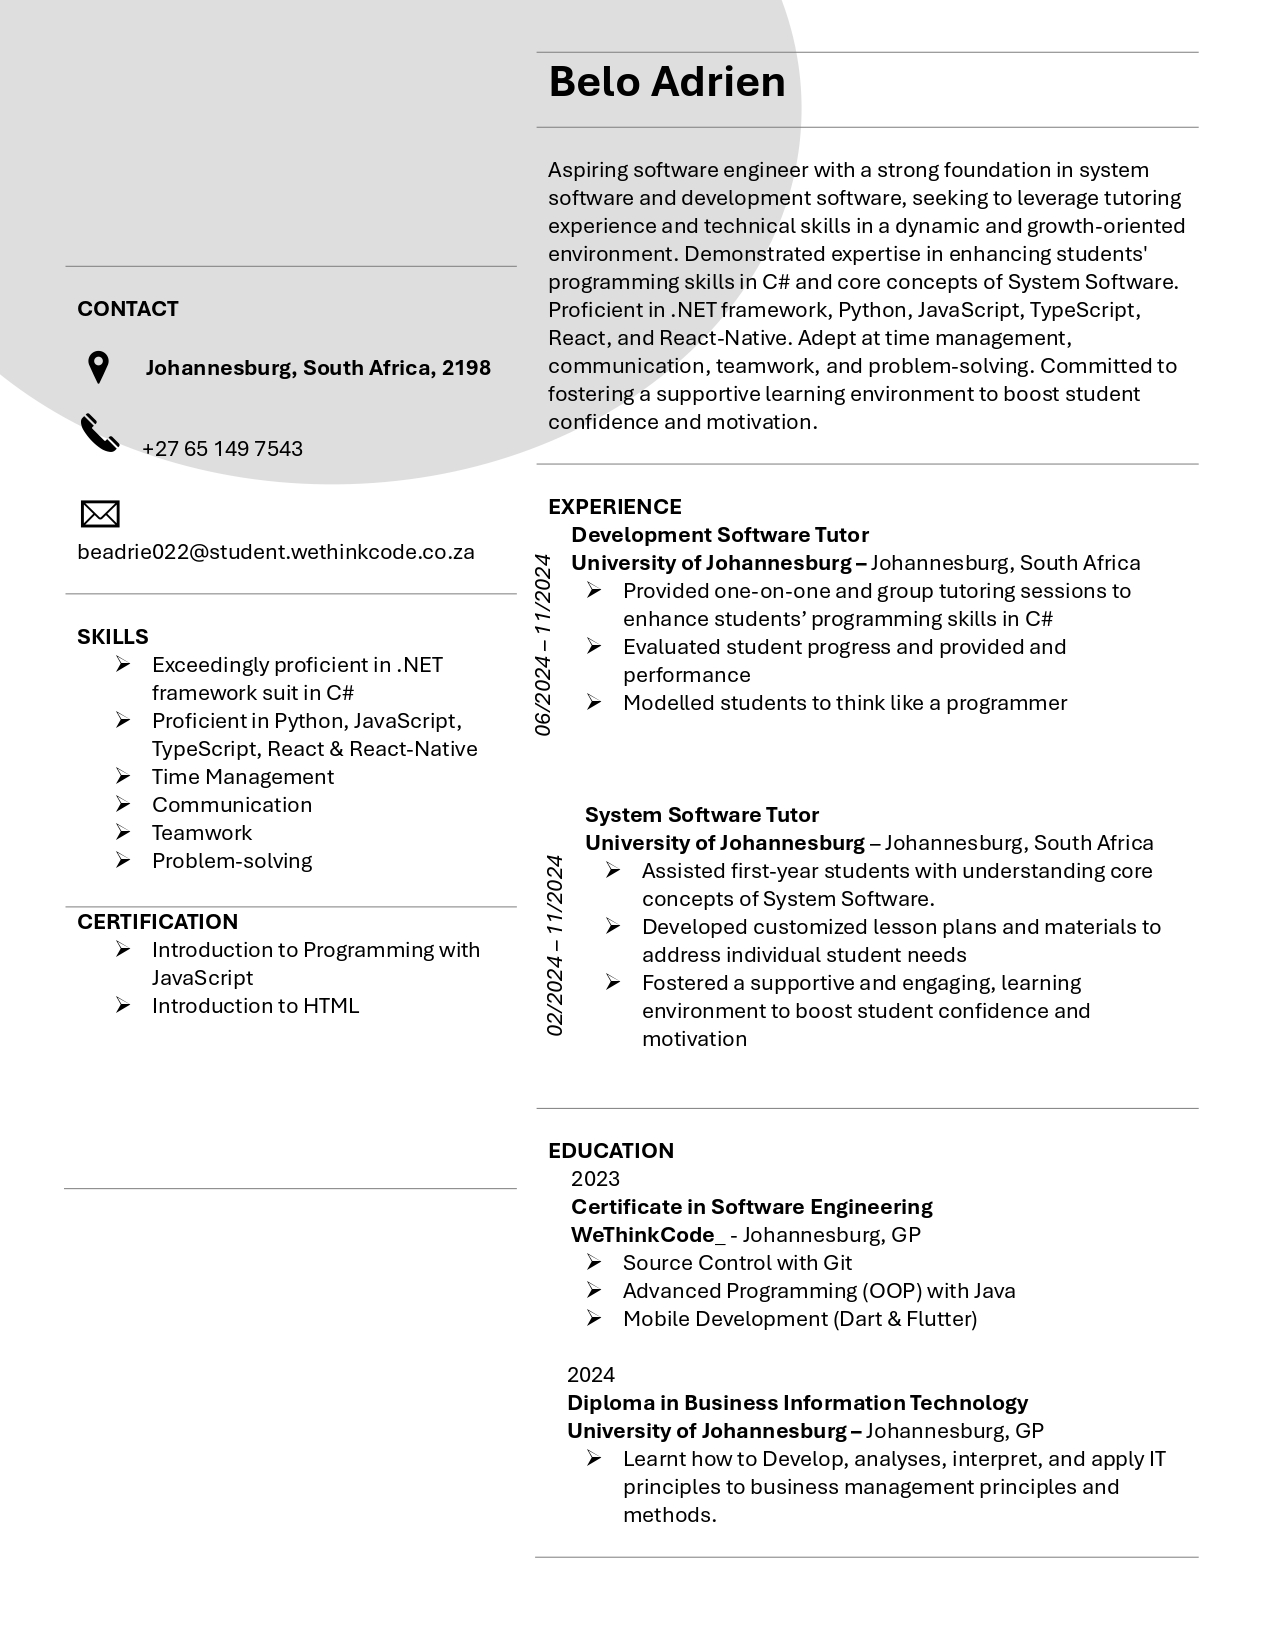 Belo Adrien
Aspiring software engineer with a strong foundation in system
software and development software, seeking to leverage tutoring
experience and technical skills in a dynamic and growth-oriented
environment. Demonstrated expertise in enhancing students'
programming skills in C# and core concepts of System Software.
Proficient in .NET framework, Python, JavaScript, TypeScript,
React, and React-Native. Adept at time management,
communication, teamwork, and problem-solving. Committed to
fostering a supportive learning environment to boost student
confidence and motivation.
CONTACT
Johannesburg, South Africa, 2198
+27 65 149 7543
beadrie022@student.wethinkcode.co.za
SKILLS
Exceedingly proficient in .NET
framework suit in C#
Proficient in Python, JavaScript,
TypeScript, React & React-Native
Time Management
Communication
Teamwork
Problem-solving
CERTIFICATION
Introduction to Programming with
JavaScript
Introduction to HTML
EXPERIENCE
06/2024 – 11/2024
Development Software Tutor
University of Johannesburg – Johannesburg, South Africa
Provided one-on-one and group tutoring sessions to
enhance students’ programming skills in C#
Evaluated student progress and provided and
performance
Modelled students to think like a programmer
02/2024 – 11/2024
System Software Tutor
University of Johannesburg – Johannesburg, South Africa
Assisted first-year students with understanding core
concepts of System Software.
Developed customized lesson plans and materials to
address individual student needs
Fostered a supportive and engaging, learning
environment to boost student confidence and
motivation
EDUCATION
2023
Certificate in Software Engineering
WeThinkCode_ - Johannesburg, GP
Source Control with Git
Advanced Programming (OOP) with Java
Mobile Development (Dart & Flutter)
2024
Diploma in Business Information Technology
University of Johannesburg – Johannesburg, GP
Learnt how to Develop, analyses, interpret, and apply IT
principles to business management principles and
methods.